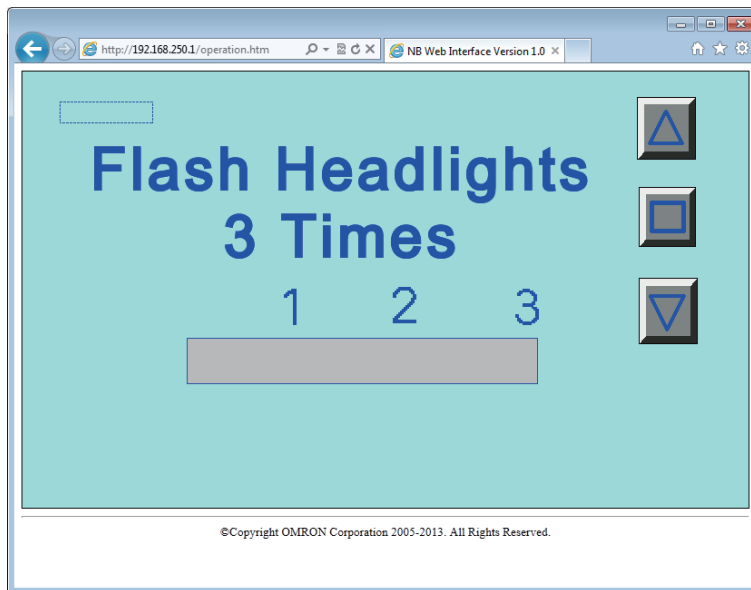 http://192.168.250.1/operation.htm
NB Web Interface Version 1.0
Flash Headlights
3 Times
1 2 3
©Copyright OMRON Corporation 2005-2013. All Rights Reserved.